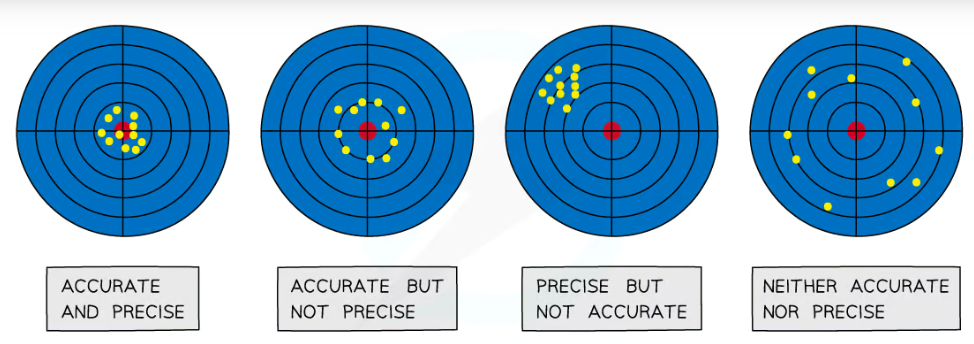 ACCURATE
AND PRECISE
ACCURATE BUT
NOT PRECISE
PRECISE BUT
NOT ACCURATE
NEITHER ACCURATE
NOR PRECISE